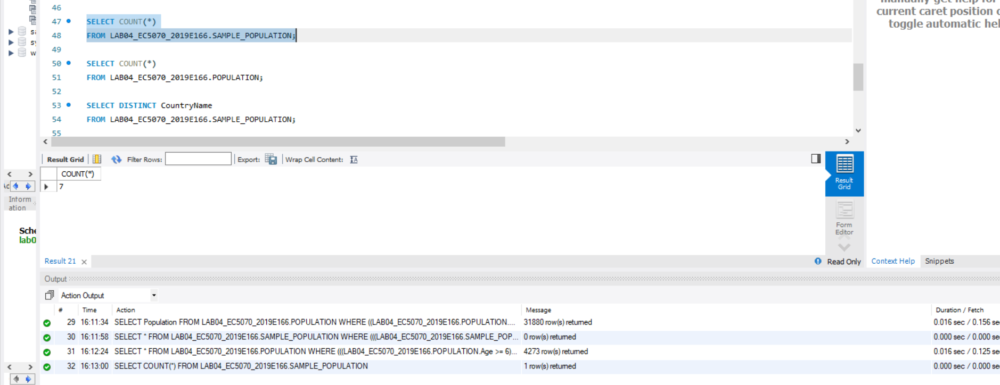 manually get help for
current caret position
toggle automatic
46
47 SELECT COUNT(*)
48 FROM LAB04_EC5070_2019E166.SAMPLE_POPULATION;
49
50 SELECT COUNT(*)
51 FROM LAB04_EC5070_2019E166.POPULATION;
52
53 SELECT DISTINCT CountryName
54 FROM LAB04_EC5070_2019E166.SAMPLE_POPULATION;
55
w
Result Grid Filter Rows: Export: Wrap Cell Content:
COUNT(*)
7
Result
Grid
Form
Editor
Inform
ation
Sche
lab0
Result 21 Read Only Context Help Snippets
Output
Action Output
# Time Action Message Duration / Fetch
29 16:11:34 SELECT Population FROM LAB04_EC5070_2019E166.POPULATION WHERE ((LAB04_EC5070_2019E166.POPULATION.... 31880 row(s) returned 0.016 sec / 0.156 se
30 16:11:58 SELECT * FROM LAB04_EC5070_2019E166.SAMPLE_POPULATION WHERE (((LAB04_EC5070_2019E166.SAMPLE_POP... 0 row(s) returned 0.000 sec / 0.000 se
31 16:12:24 SELECT * FROM LAB04_EC5070_2019E166.POPULATION WHERE (((LAB04_EC5070_2019E166.POPULATION.Age >= 6)... 4273 row(s) returned 0.016 sec / 0.125 se
32 16:13:00 SELECT COUNT(*) FROM LAB04_EC5070_2019E166.SAMPLE_POPULATION 1 row(s) returned 0.000 sec / 0.000 se